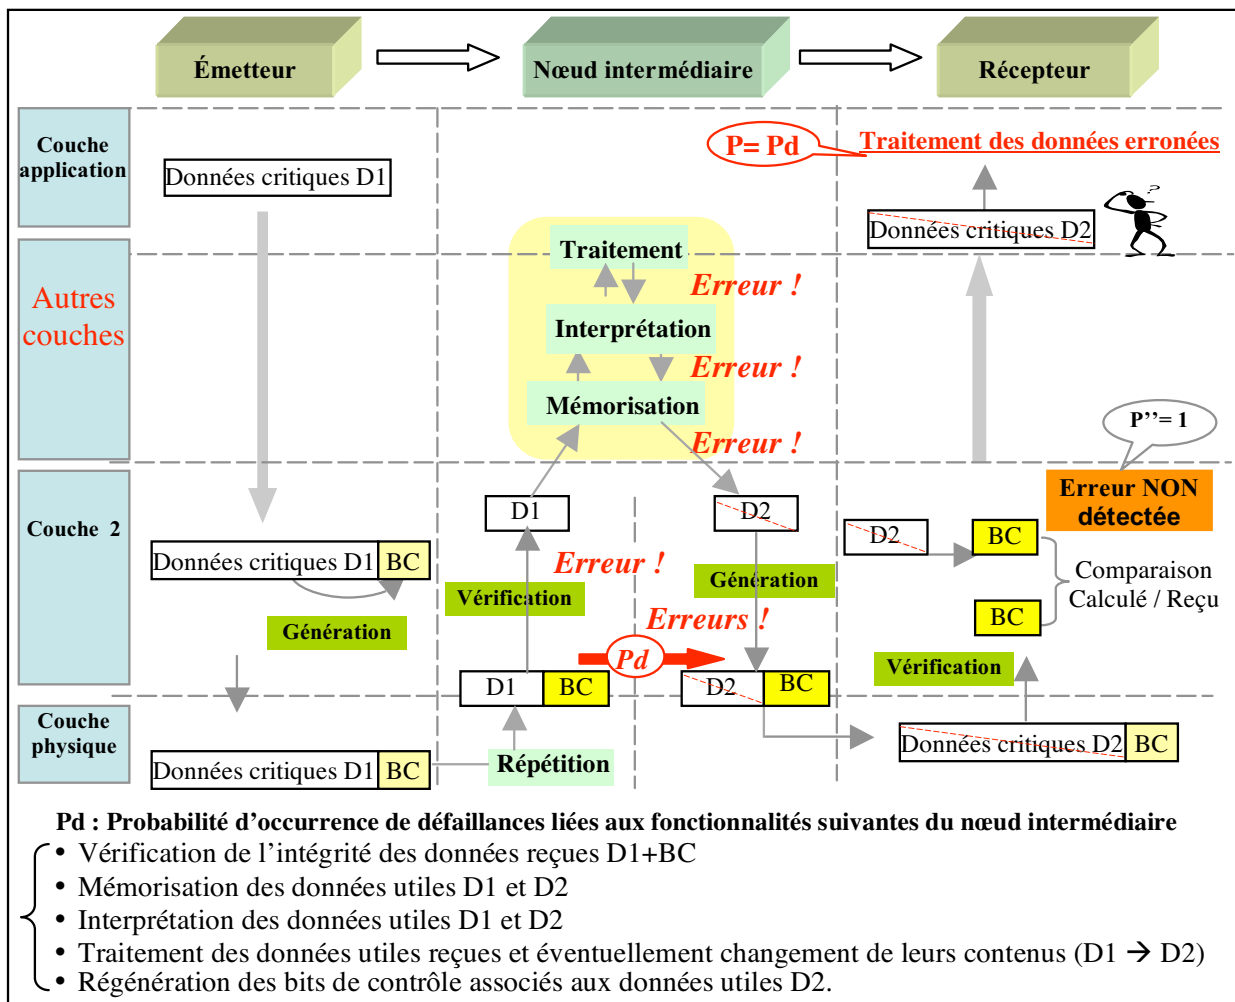 Émetteur
Nœud intermédiaire
Récepteur
Couche
application
Données critiques D1
P= Pd
Traitement des données erronées
?
Données critiques D2
Autres
couches
Traitement
Erreur !
Interprétation
Erreur !
Mémorisation
Erreur !
P’’= 1
Erreur NON
détectée
Couche 2
D1
D2
D2
BC
Données critiques D1 BC
Erreur !
Vérification
Génération
Comparaison
Calculé / Reçu
BC
Génération
Erreurs !
Pd
Vérification
D1 BC
D2 BC
Couche
physique
Données critiques D1 BC
Répétition
Données critiques D2 BC
Pd : Probabilité d’occurrence de défaillances liées aux fonctionnalités suivantes du nœud intermédiaire
• Vérification de l’intégrité des données reçues D1+BC
• Mémorisation des données utiles D1 et D2
• Interprétation des données utiles D1 et D2
• Traitement des données utiles reçues et éventuellement changement de leurs contenus (D1 → D2)
• Régénération des bits de contrôle associés aux données utiles D2.